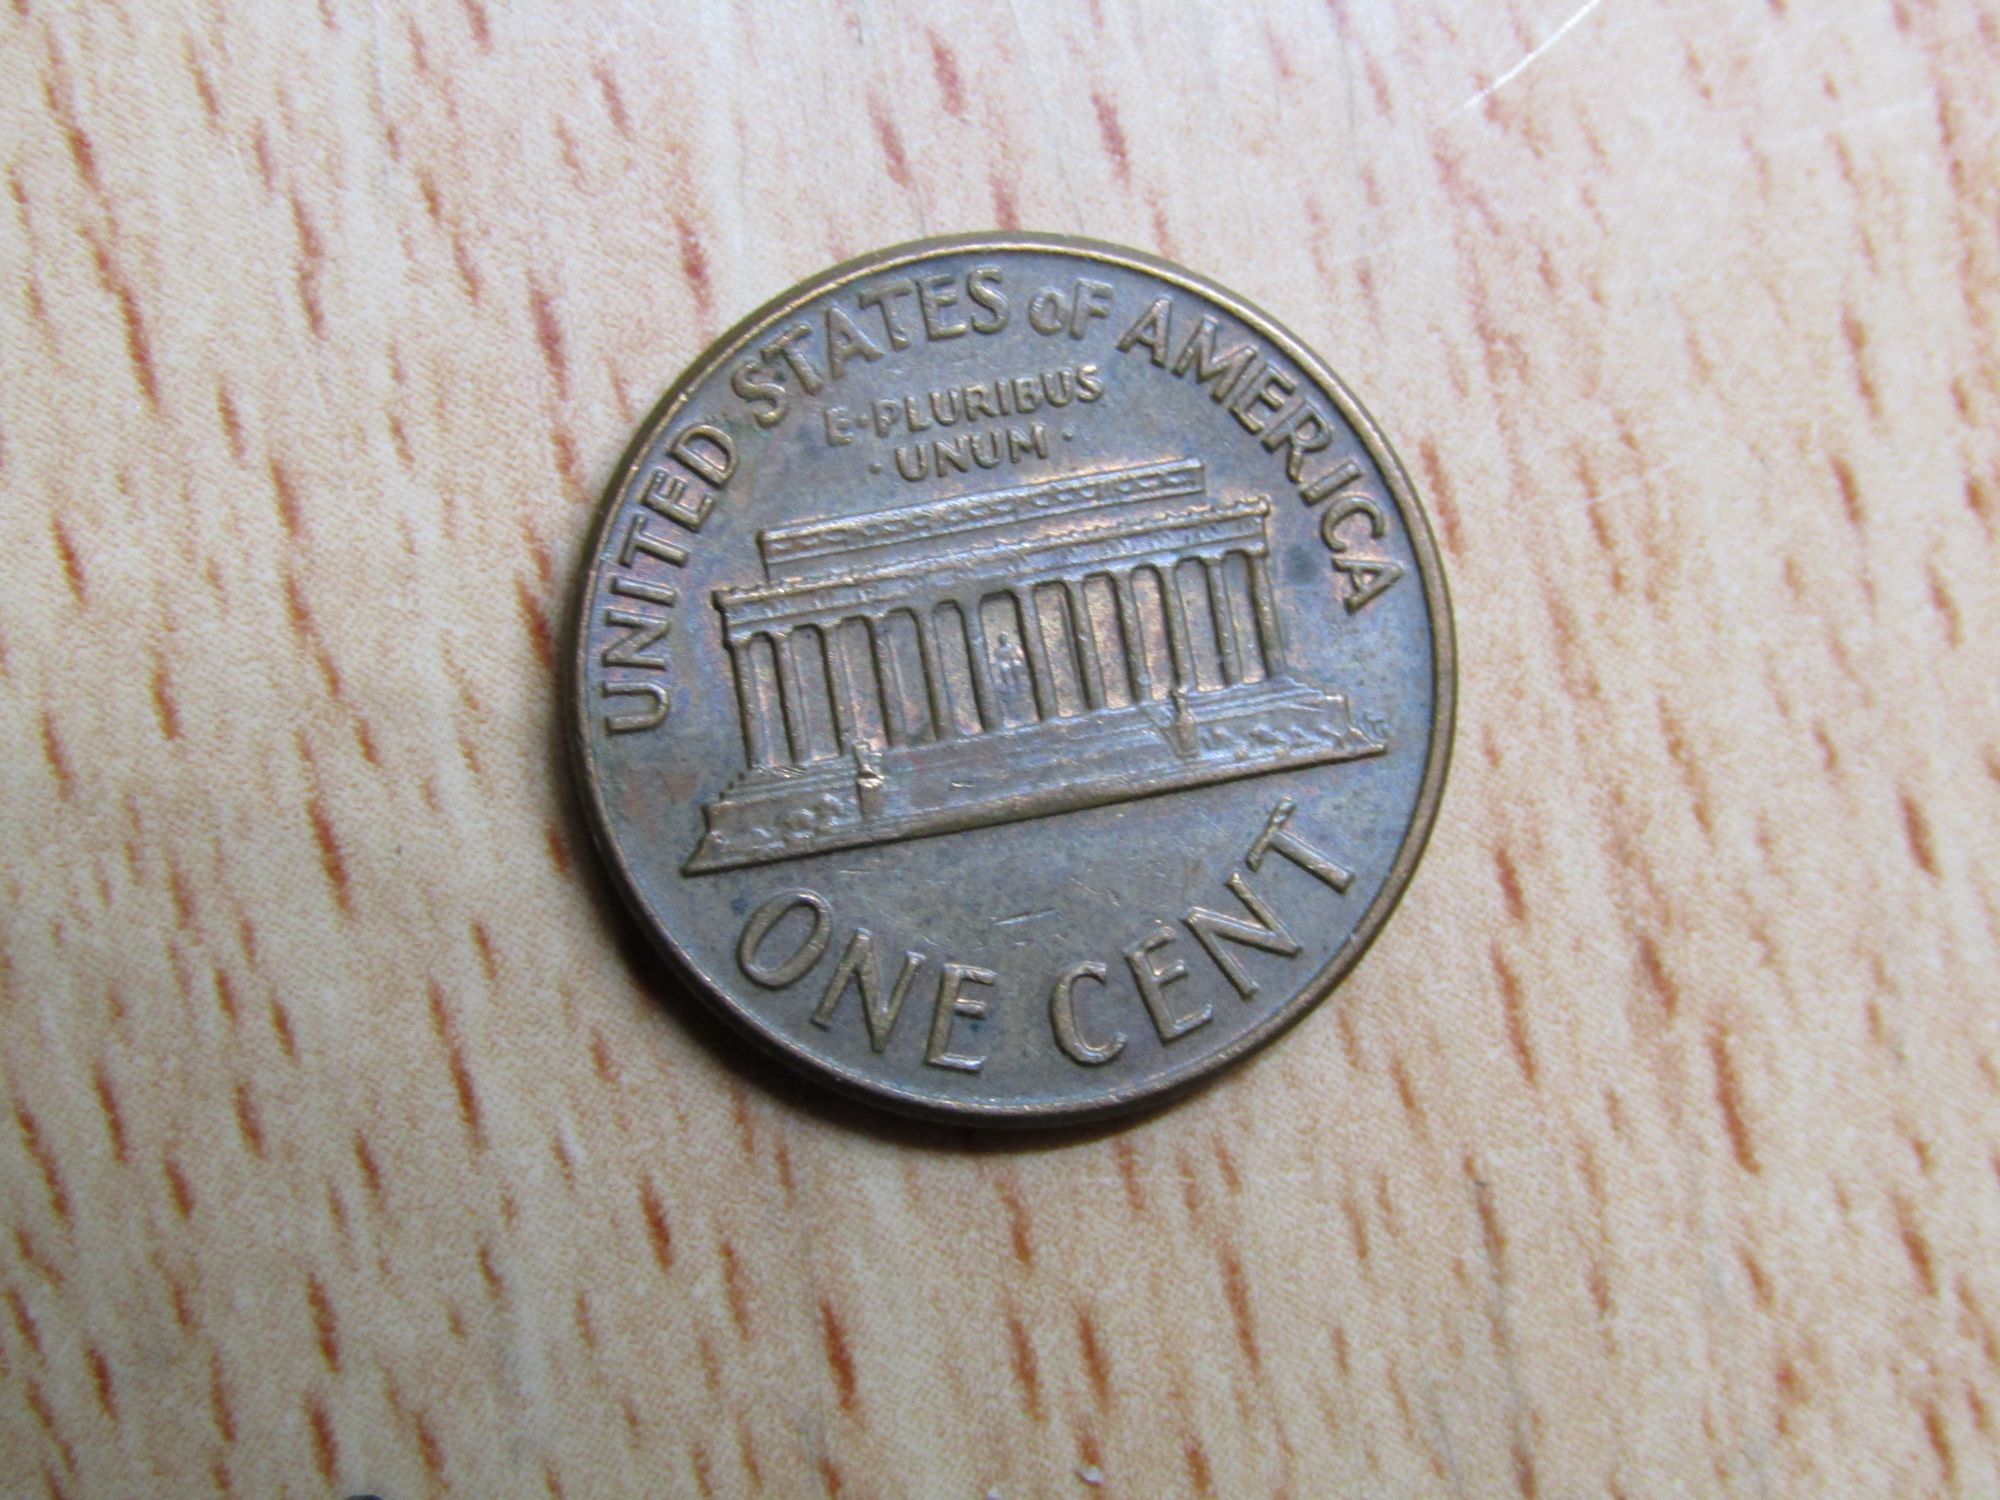 UNITED STATES OF AMERICA
E·PLURIBUS
·UNUM·
ONE CENT